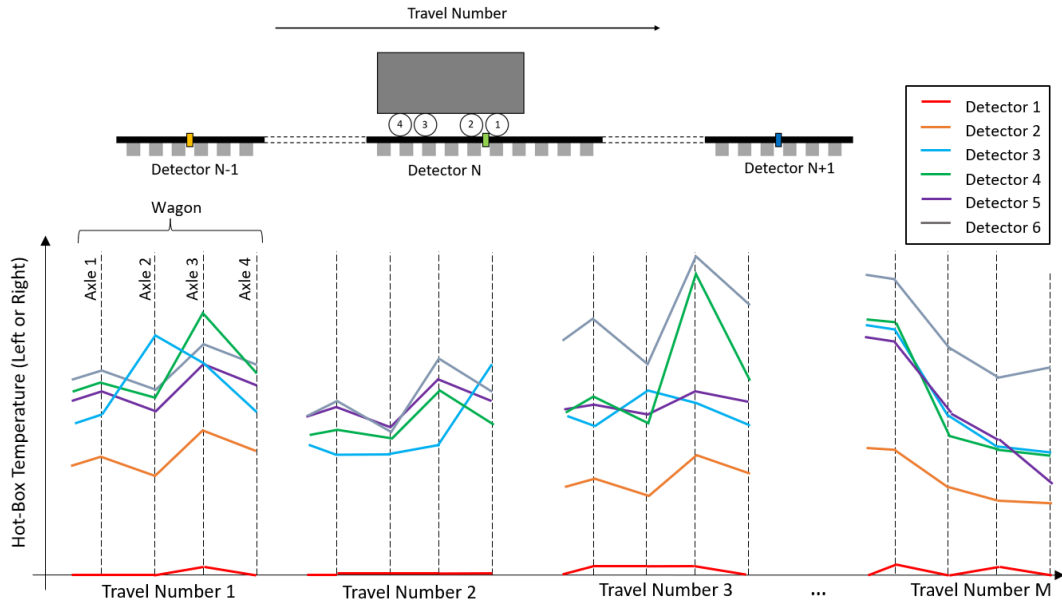 Travel Number
4
3
2
1
Detector N-1
Detector N
Detector N+1
Detector 1
Detector 2
Detector 3
Detector 4
Detector 5
Detector 6
Wagon
Axle 1
Axle 2
Axle 3
Axle 4
Hot-Box Temperature (Left or Right)
Travel Number 1
Travel Number 2
Travel Number 3
...
Travel Number M